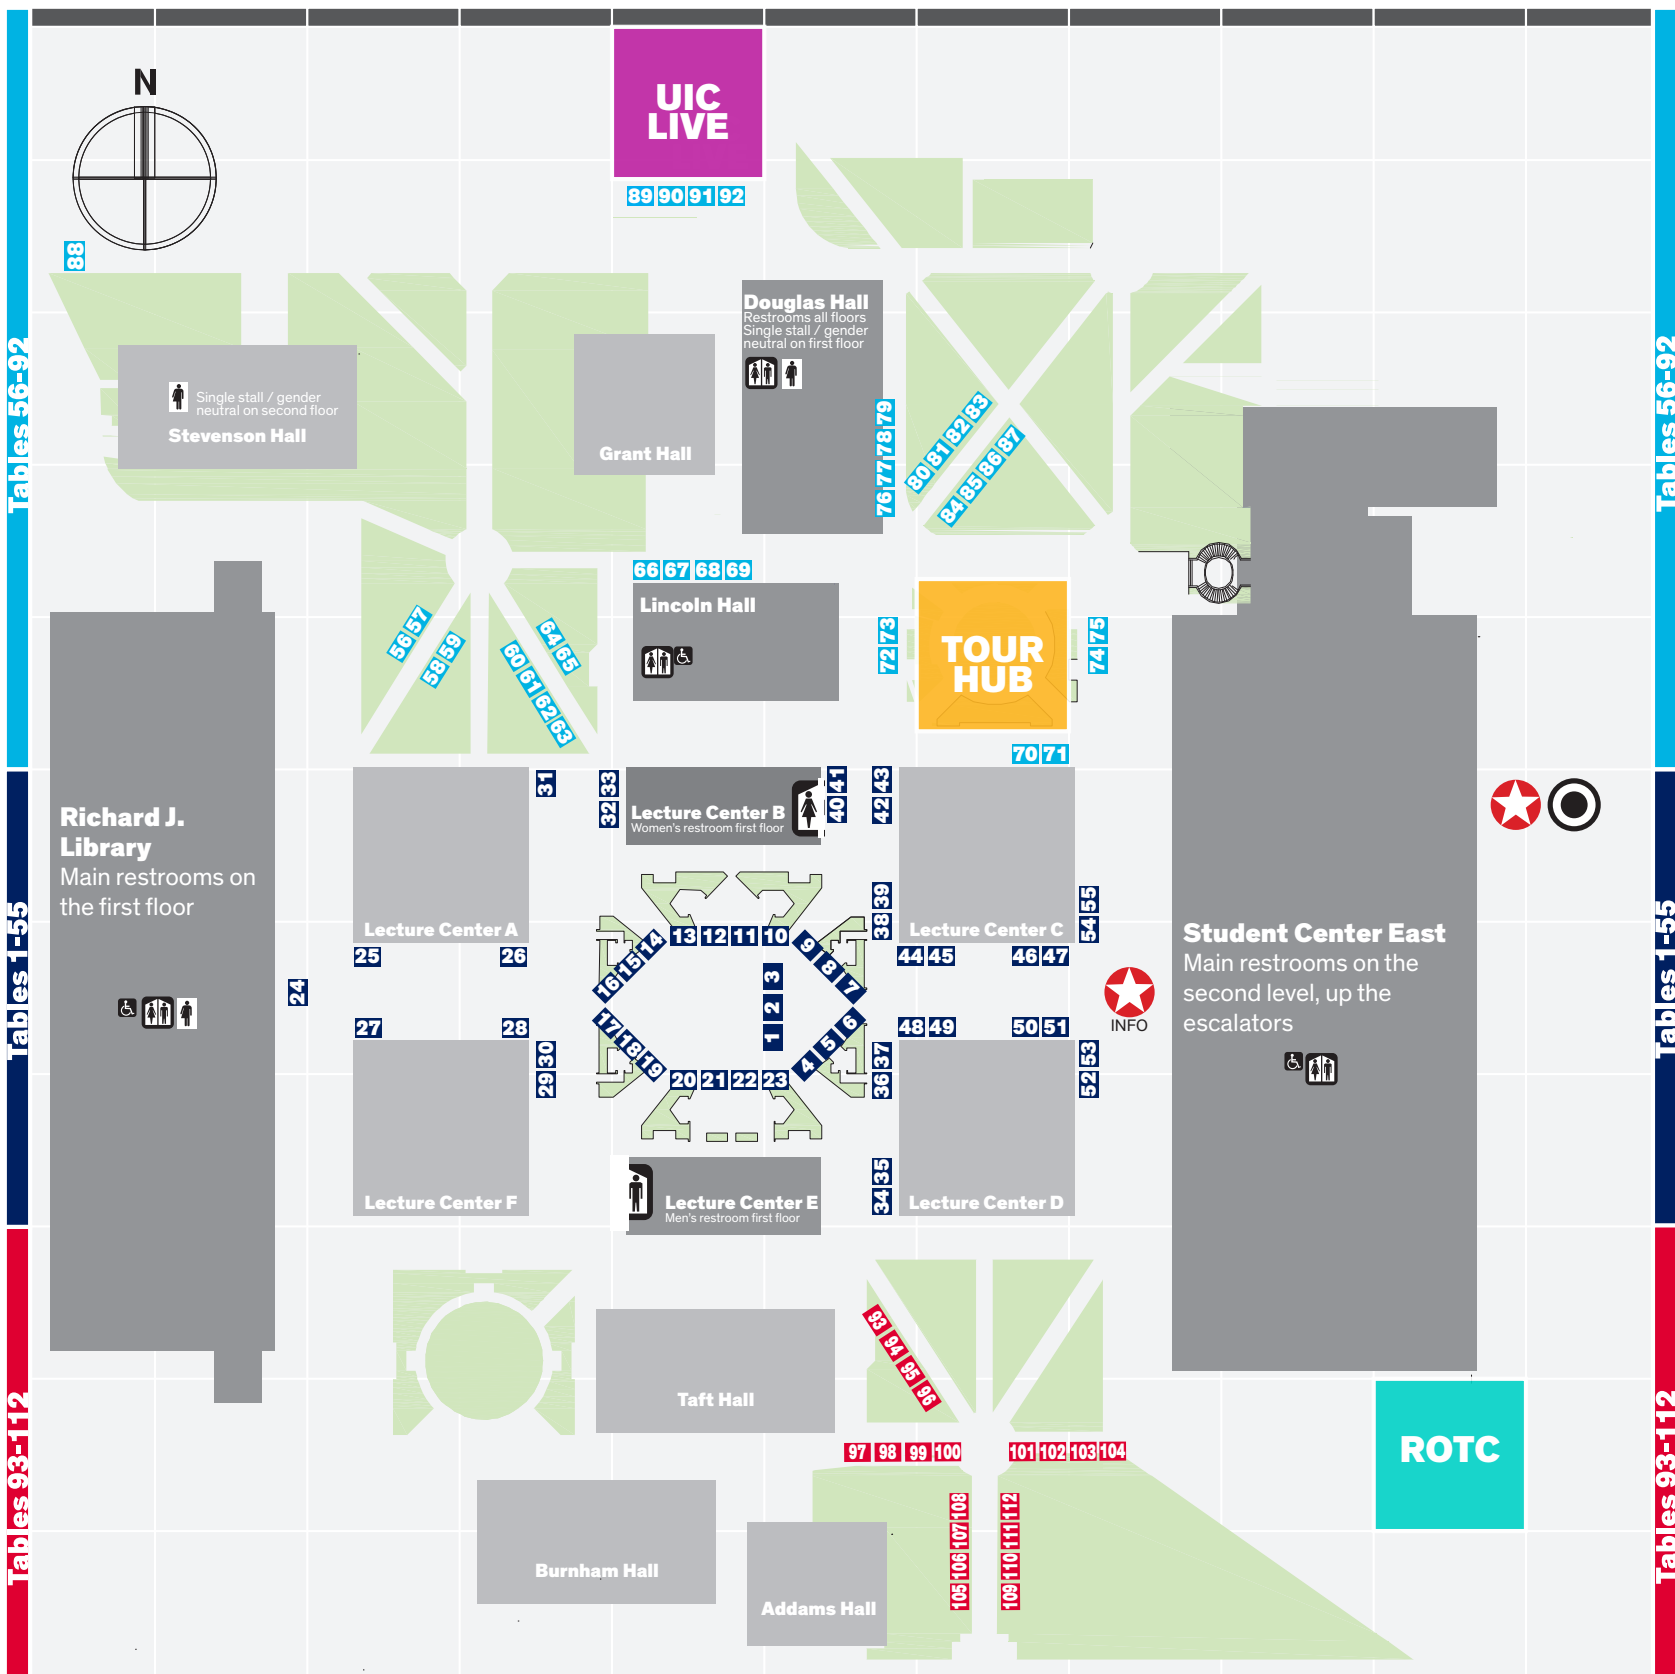 N
UIC
LIVE
89 90 91 92
88
Douglas Hall
Restrooms all floors
Single stall / gender
neutral on first floor
Single stall / gender
neutral on second floor
Stevenson Hall
Grant Hall
76 77 78 79
80 81 82 83
84 85 86 87
Tables 56-92
Tables 56-92
66 67 68 69
Lincoln Hall
56 57
58 59
60 61 62 63
64 65
72 73
TOUR
HUB
74 75
70 71
31
32 33
Lecture Center B
Women's restroom first floor
40 41
42 43
Richard J.
Library
Main restrooms on
the first floor
Lecture Center A
Lecture Center C
38 39
54 55
25
26
24
27
28
29 30
13 12 11 10
16 15 14
9 8 7
1 2 3
17 18 19
4 5 6
20 21 22 23
44 45
46 47
48 49
50 51
36 37
52 53
INFO
Student Center East
Main restrooms on the
second level, up the
escalators
Tables 1-55
Tables 1-55
Lecture Center F
Lecture Center E
Men's restroom first floor
34 35
Lecture Center D
93 94 95 96
Taft Hall
97 98 99 100
101 102 103 104
ROTC
105 106 107 108
109 110 111 112
Burnham Hall
Addams Hall
Tables 93-112
Tables 93-112